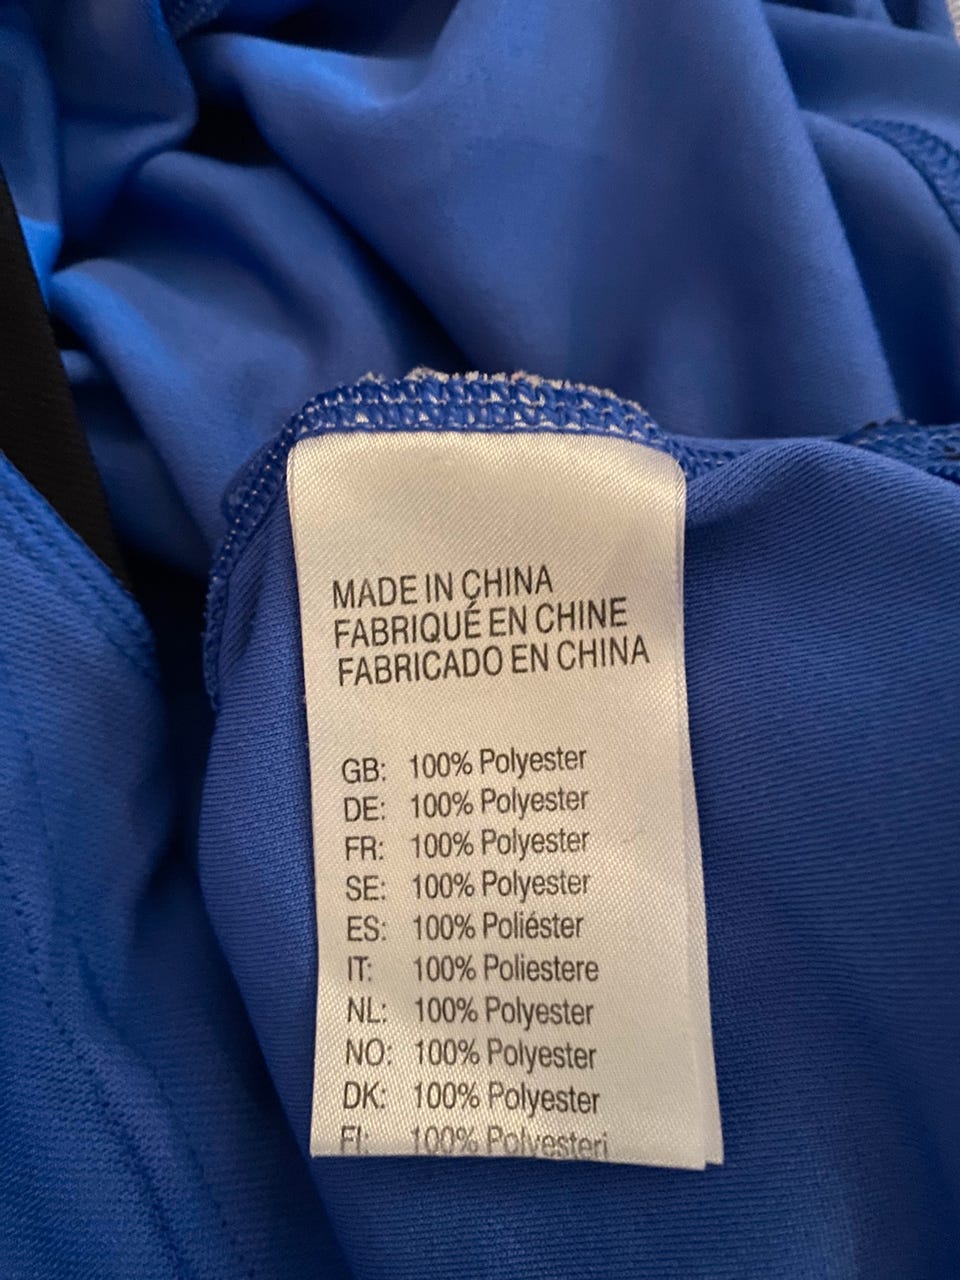 MADE IN CHINA
FABRIQUÉ EN CHINE
FABRICADO EN CHINA
GB: 100% Polyester
DE: 100% Polyester
FR: 100% Polyester
SE: 100% Polyester
ES: 100% Poliéster
IT: 100% Poliestere
NL: 100% Polyester
NO: 100% Polyester
DK: 100% Polyester
FI: 100% Polyesteri